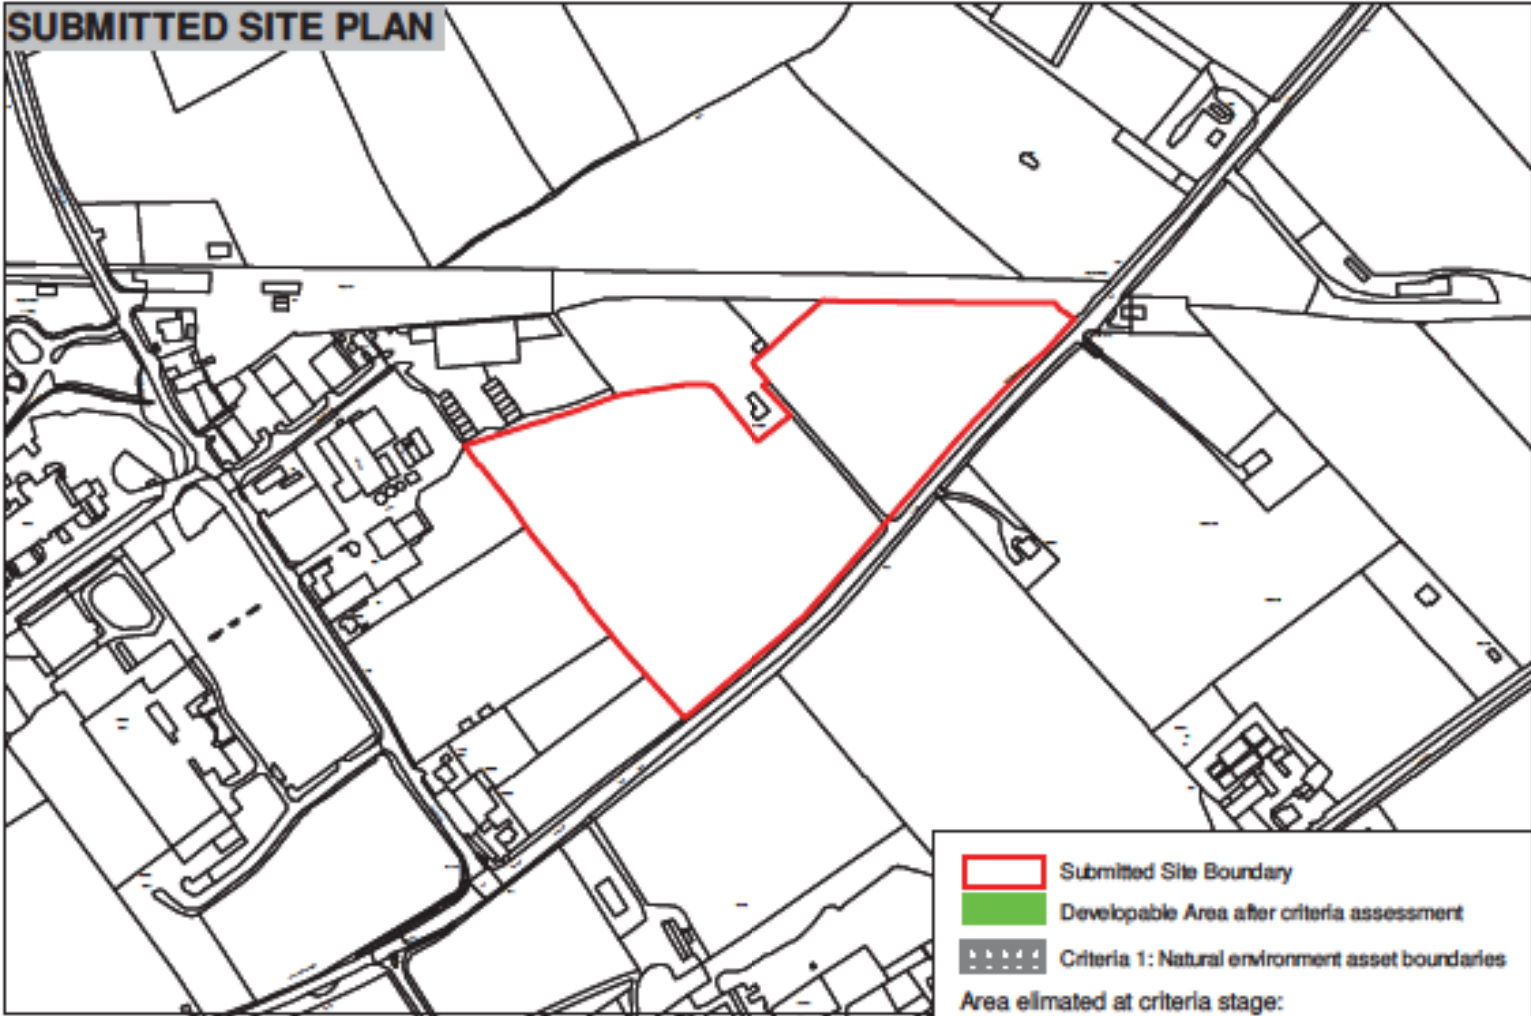 SUBMITTED SITE PLAN
Submitted Site Boundary
Developable Area after criteria assessment
Criteria 1: Natural environment asset boundaries
Area elimated at criteria stage: